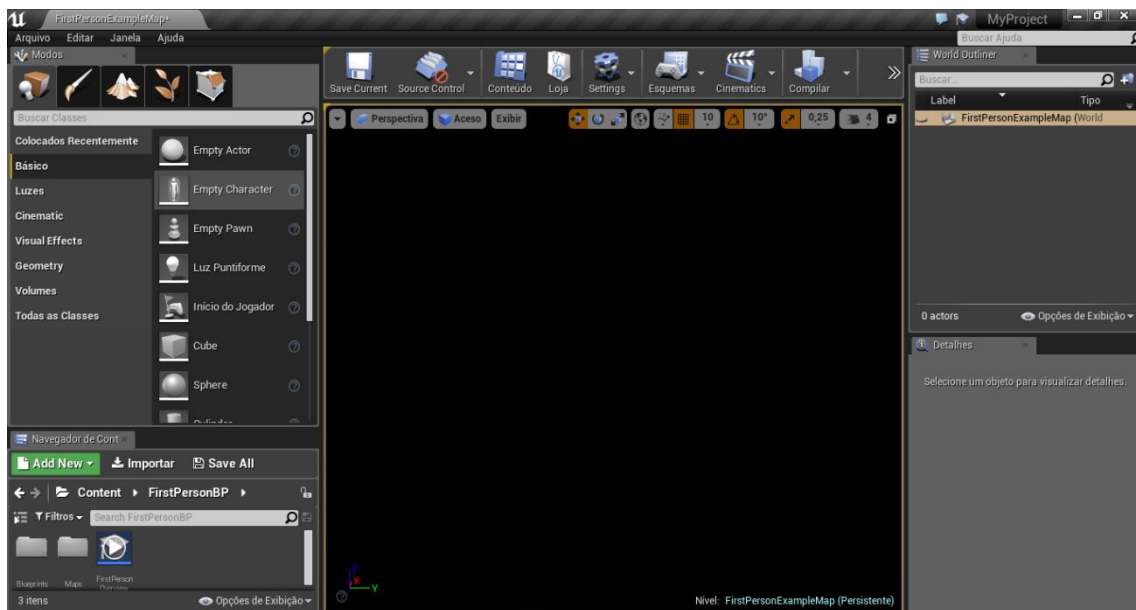 FirstPersonExampleMap*
MyProject
Arquivo Editar Janela Ajuda
Buscar Ajuda
Modos
Buscar Classes
Colocados Recentemente
Básico
Luzes
Cinematic
Visual Effects
Geometry
Volumes
Todas as Classes
Empty Actor
Empty Character
Empty Pawn
Luz Puntiforme
Início do Jogador
Cube
Sphere
Cylinder
Save Current Source Control Conteúdo Loja Settings Esquemas Cinematics Compilar
Perspectiva Aceso Exibir 10 10° 0,25 4
X Y Z
Nível: FirstPersonExampleMap (Persistente)
World Outliner
Buscar...
Label Tipo
FirstPersonExampleMap (World
0 actors Opções de Exibição
Detalhes
Selecione um objeto para visualizar detalhes.
Navegador de Cont
Add New Importar Save All
Content FirstPersonBP
Filtros Search FirstPersonBP
Blueprints Maps FirstPerson
Overview
3 itens Opções de Exibição